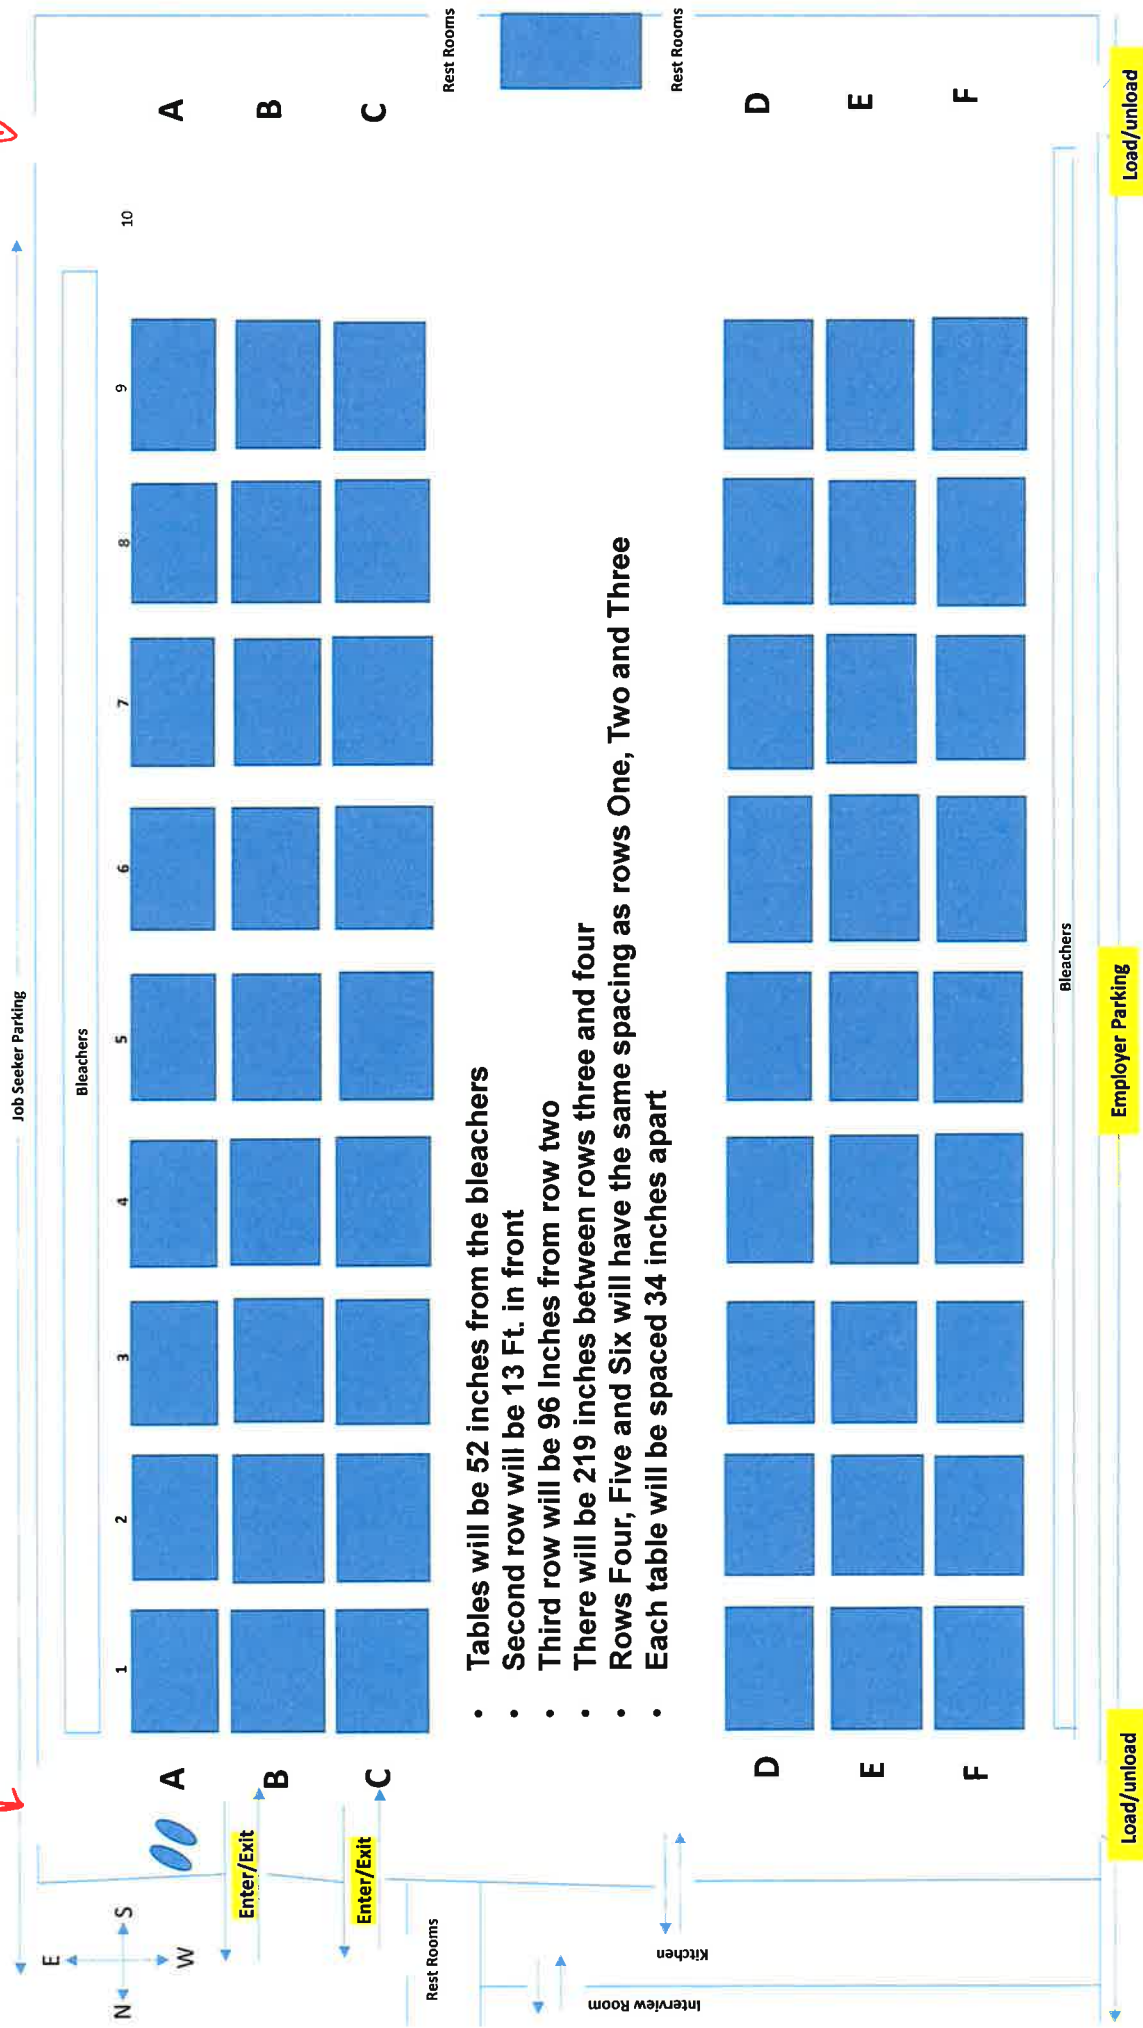 Job Seeker Parking
E
Bleachers
N S
1 2 3 4 5 6 7 8 9 10
A A
W
Enter/Exit
B B
Enter/Exit
C C
Rest Rooms
Rest Rooms
• Tables will be 52 inches from the bleachers
• Second row will be 13 Ft. in front
• Third row will be 96 Inches from row two
• There will be 219 inches between rows three and four
• Rows Four, Five and Six will have the same spacing as rows One, Two and Three
• Each table will be spaced 34 inches apart
Rest Rooms
Kitchen
Interview Room
D D
E E
F F
Bleachers
Load/unload
Employer Parking
Load/unload